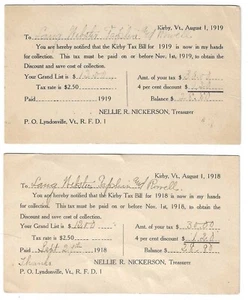 Kirby, Vt., August 1, 1919
To
You are hereby notified that the Kirby Tax Bill for 1919 is now in my hands
for collection. This tax must be paid on or before Nov. 1st, 1919, to obtain the
Discount and save cost of collection.
Your Grand List is $ 12.00 Amt. of your tax $
Tax rate is $2.50 4 per cent discount $
Paid 1919 Balance $
NELLIE R. NICKERSON, Treasurer
P. O. Lyndonville, Vt., R. F. D. 1
Kirby, Vt., August 1, 1918
To
You are hereby notified that the Kirby Tax Bill for 1918 is now in my hands
for collection. This tax must be paid on or before Nov. 1st, 1918, to obtain the
Discount and save cost of collection.
Your Grand List is $ Amt. of your tax $ 30.00
Tax rate is $2.50 4 per cent discount $ 1.20
Paid Sept 1918 Balance $
Thanks NELLIE R. NICKERSON, Treasurer
P. O. Lyndonville, Vt., R. F. D. 1